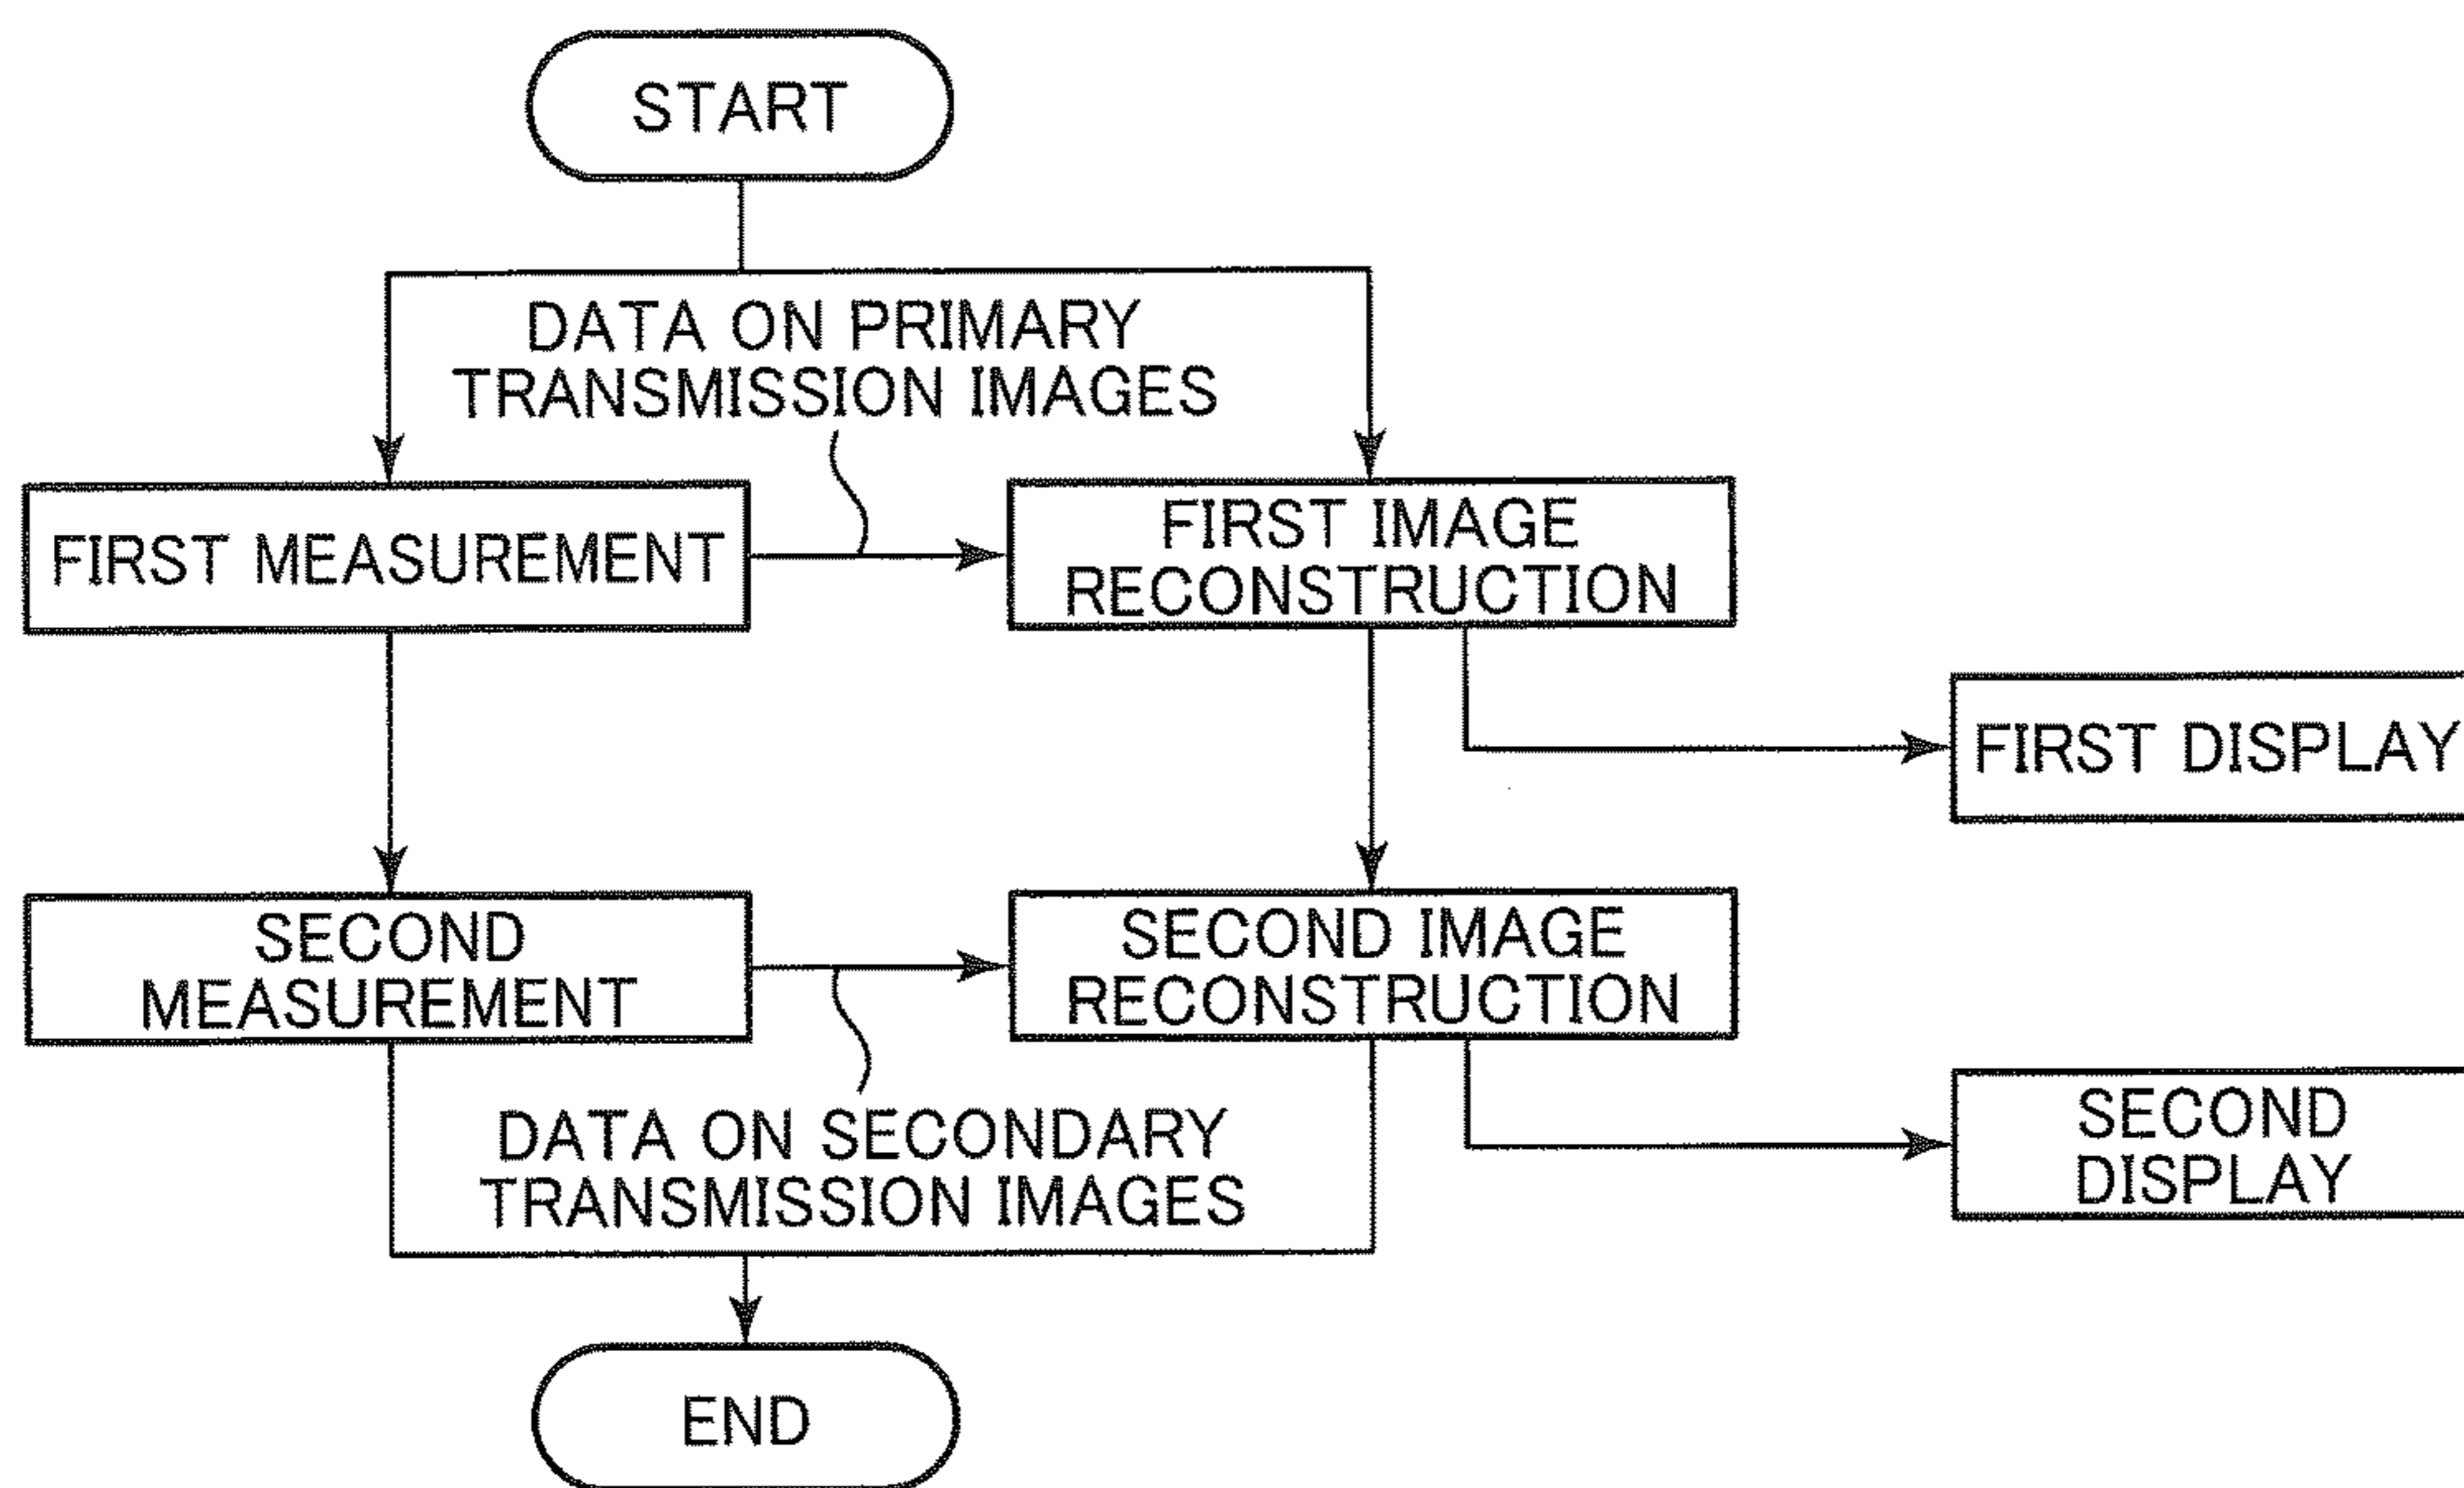 START
DATA ON PRIMARY
TRANSMISSION IMAGES
FIRST MEASUREMENT
FIRST IMAGE
RECONSTRUCTION
FIRST DISPLAY
SECOND
MEASUREMENT
SECOND IMAGE
RECONSTRUCTION
DATA ON SECONDARY
TRANSMISSION IMAGES
SECOND
DISPLAY
END